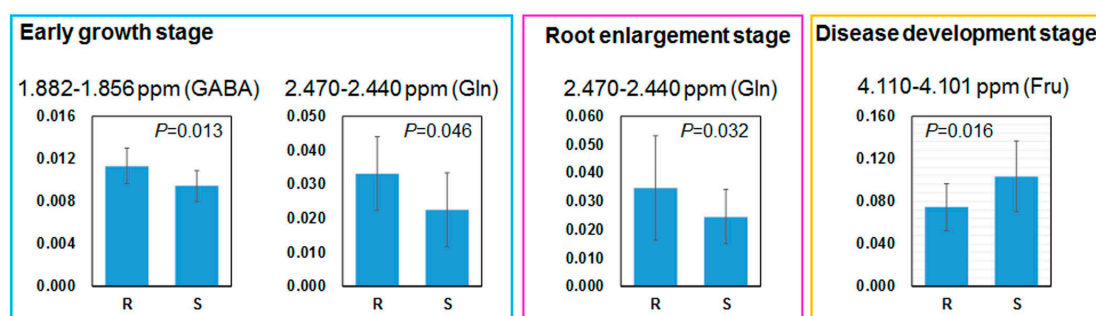 Early growth stage
1.882-1.856 ppm (GABA)
P=0.013
0.016
0.012
0.008
0.004
0.000
R S
2.470-2.440 ppm (Gln)
P=0.046
0.050
0.040
0.030
0.020
0.010
0.000
R S
Root enlargement stage
2.470-2.440 ppm (Gln)
P=0.032
0.060
0.050
0.040
0.030
0.020
0.010
0.000
R S
Disease development stage
4.110-4.101 ppm (Fru)
P=0.016
0.160
0.120
0.080
0.040
0.000
R S